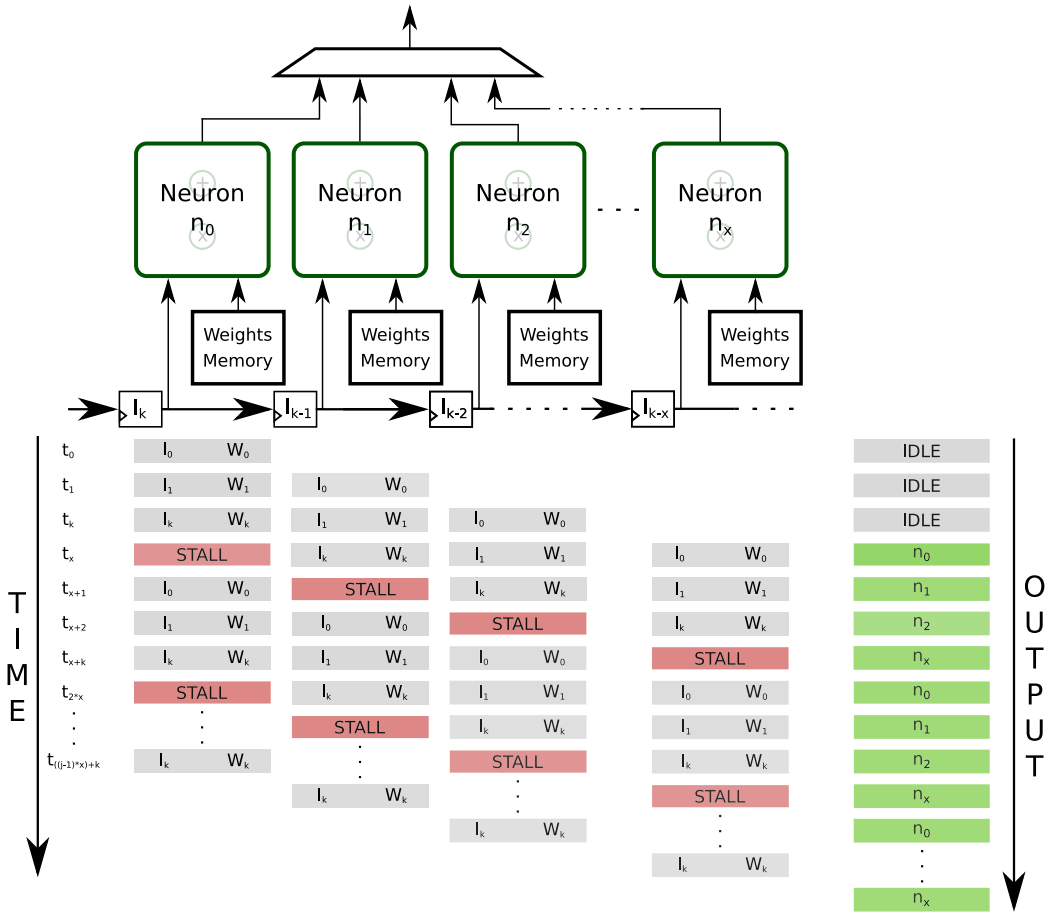 Neuron n₀ + x
Neuron n₁ + x
Neuron n₂ + x
Neuron nₓ + x
Weights Memory
Weights Memory
Weights Memory
Weights Memory
Iₖ Iₖ₋₁ Iₖ₋₂ Iₖ₋ₓ
TIME
OUTPUT
t₀ I₀ W₀ IDLE
t₁ I₁ W₁ I₀ W₀ IDLE
tₖ Iₖ Wₖ I₁ W₁ I₀ W₀ IDLE
tₓ STALL Iₖ Wₖ I₁ W₁ I₀ W₀ n₀
tₓ₊₁ I₀ W₀ STALL Iₖ Wₖ I₁ W₁ n₁
tₓ₊₂ I₁ W₁ I₀ W₀ STALL Iₖ Wₖ n₂
tₓ₊ₖ Iₖ Wₖ I₁ W₁ I₀ W₀ STALL nₓ
t₂*ₓ STALL Iₖ Wₖ I₁ W₁ I₀ W₀ n₀
STALL Iₖ Wₖ I₁ W₁ n₁
t₍₍ⱼ₋₁₎*ₓ₎₊ₖ Iₖ Wₖ STALL Iₖ Wₖ n₂
Iₖ Wₖ STALL nₓ
Iₖ Wₖ n₀
Iₖ Wₖ
nₓ